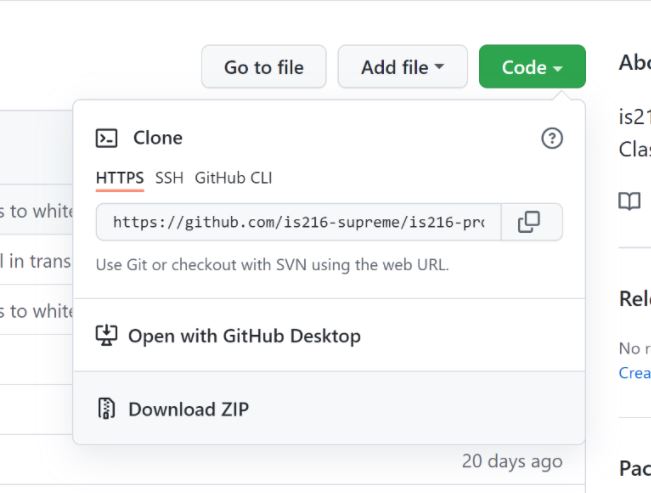 Go to file Add file Code
Clone
is21
HTTPS SSH GitHub CLI
Clas
s to white
https://github.com/is216-supreme/is216-pro
l in trans
Use Git or checkout with SVN using the web URL.
s to white
Rel
Open with GitHub Desktop
No r
Crea
Download ZIP
20 days ago
Pac